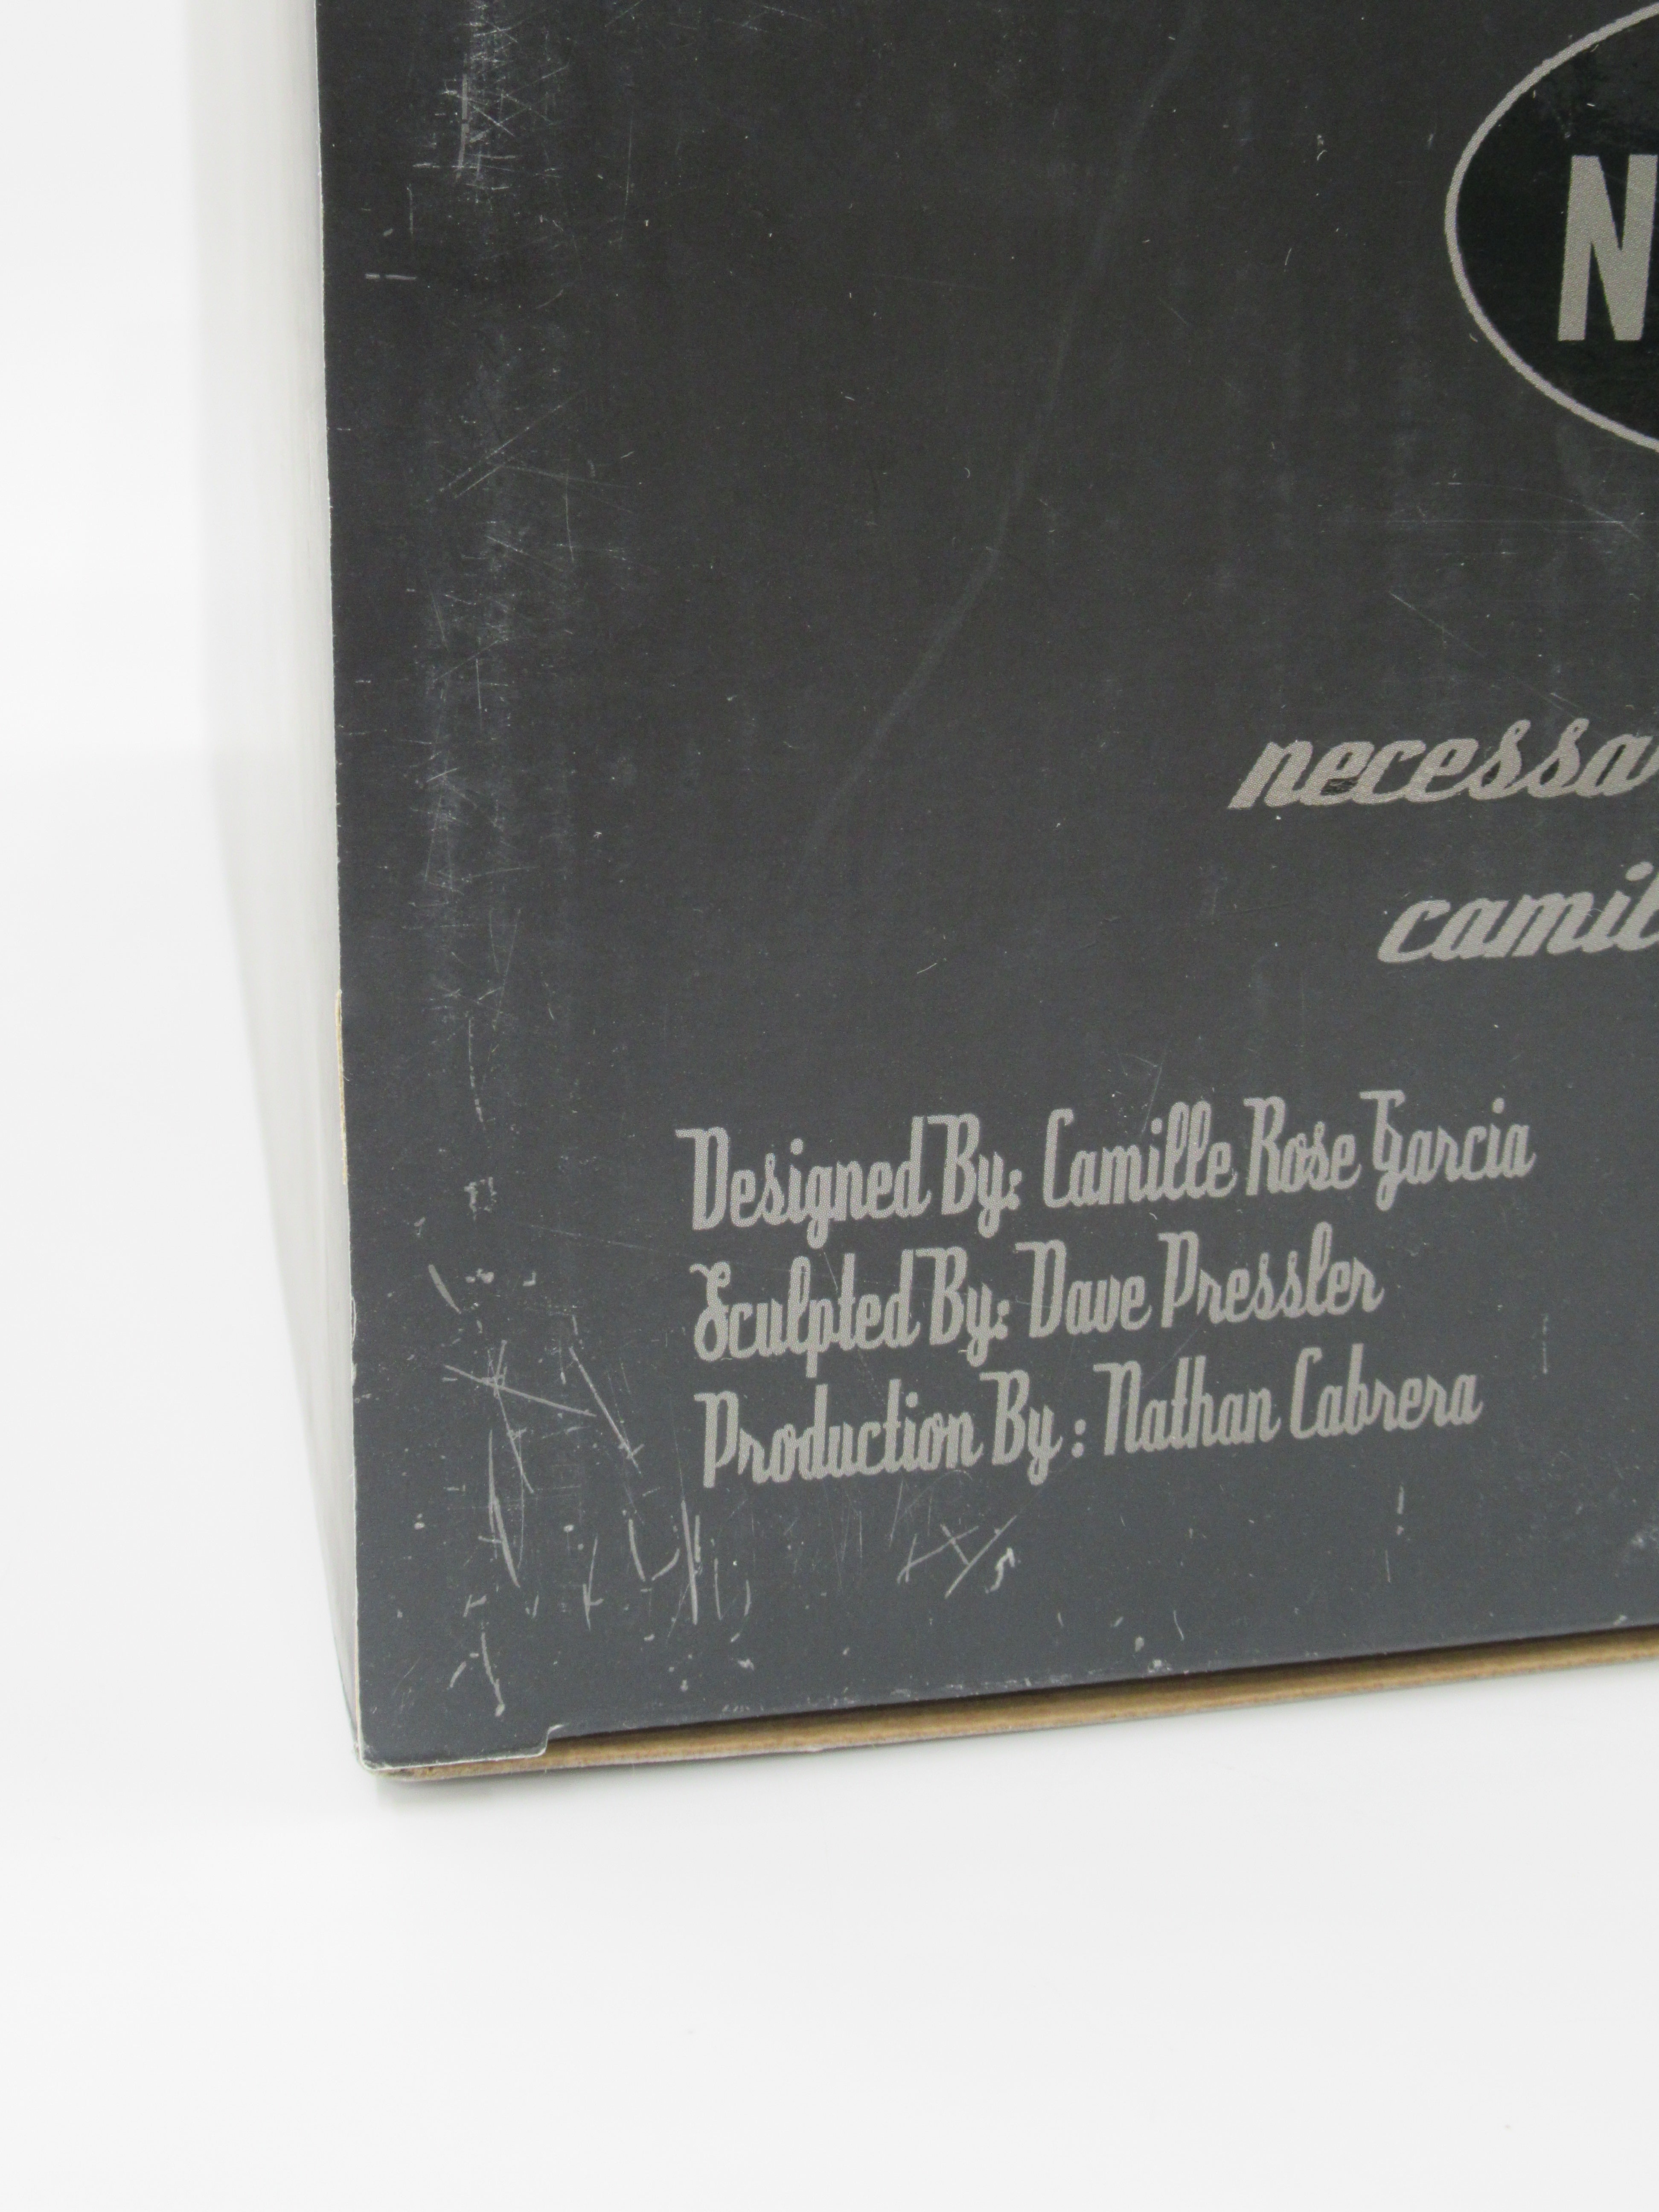 N
necessa
camil
Designed By: Camille Rose Garcia
Sculpted By: Dave Pressler
Production By : Nathan Cabrera